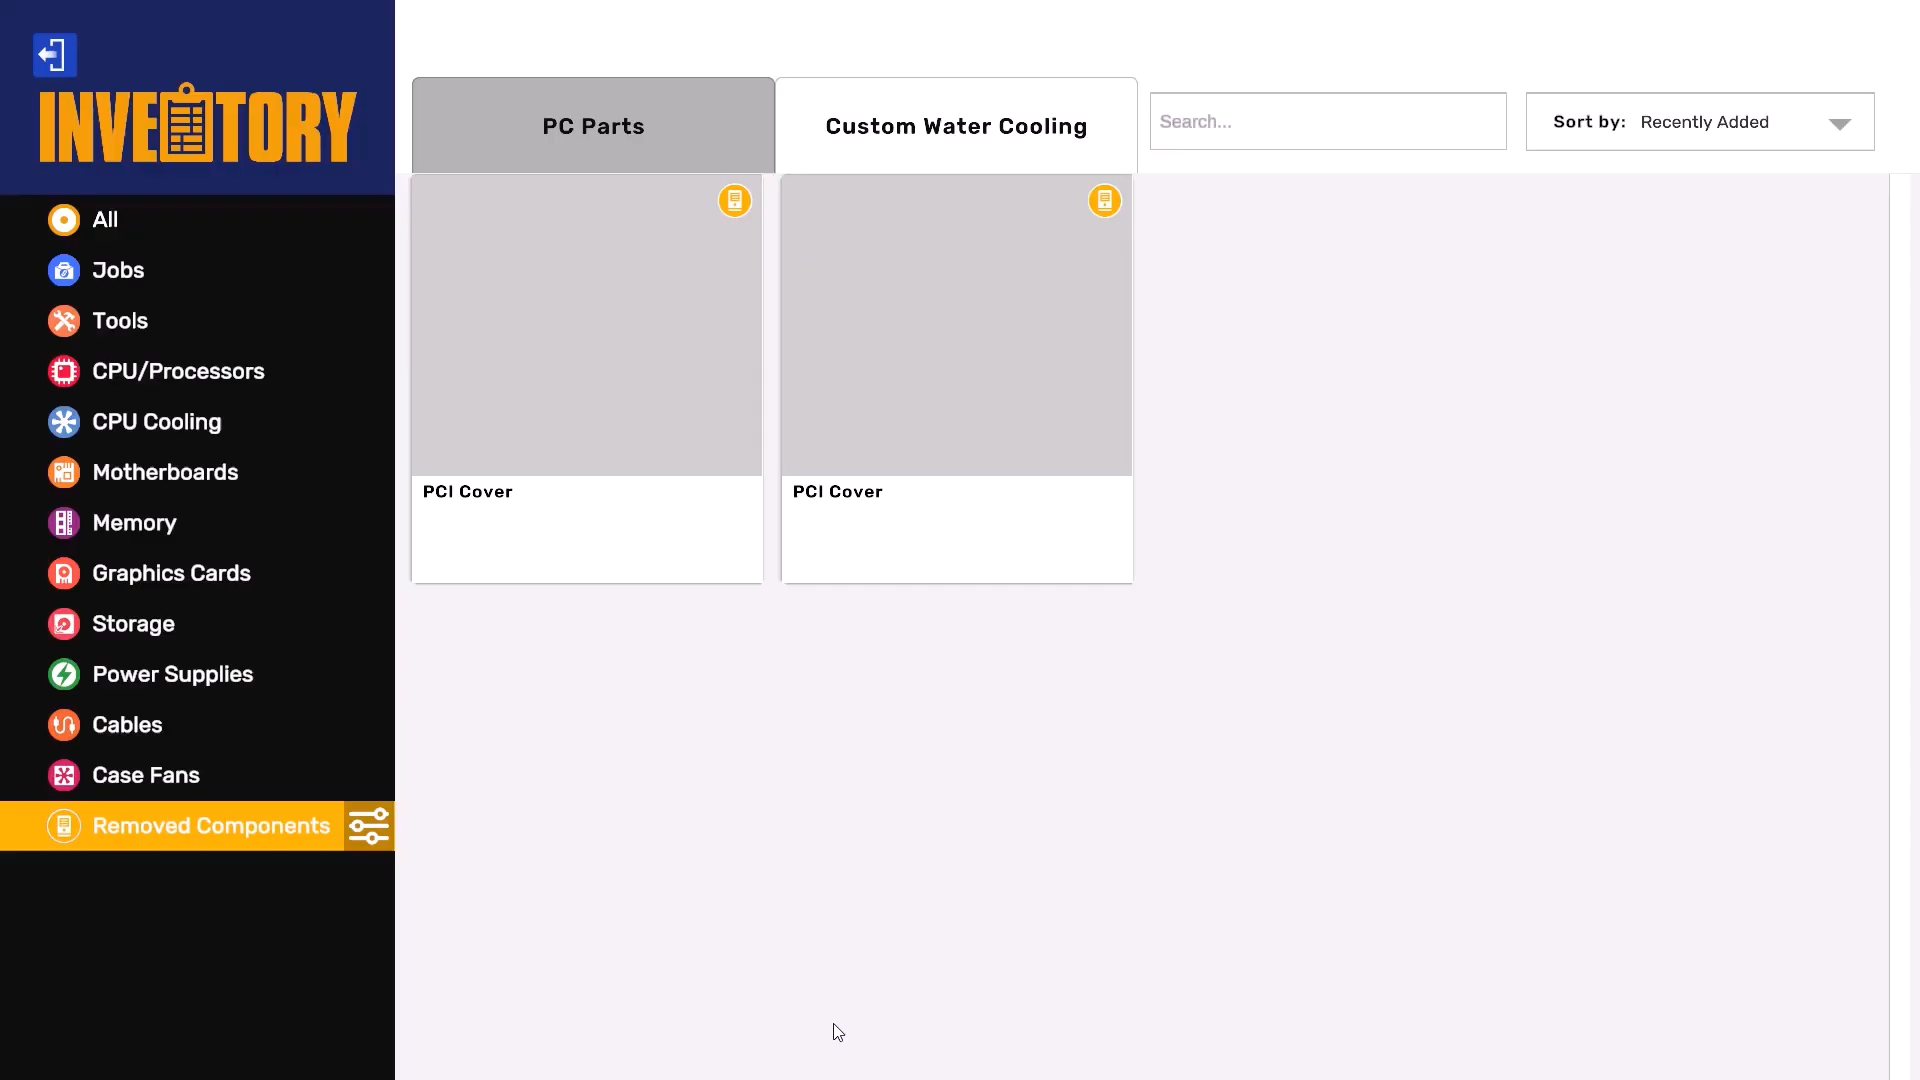 INVENTORY
PC Parts
Custom Water Cooling
Search...
Sort by: Recently Added
All
Jobs
Tools
CPU/Processors
CPU Cooling
Motherboards
Memory
Graphics Cards
Storage
Power Supplies
Cables
Case Fans
Removed Components
PCI Cover
PCI Cover